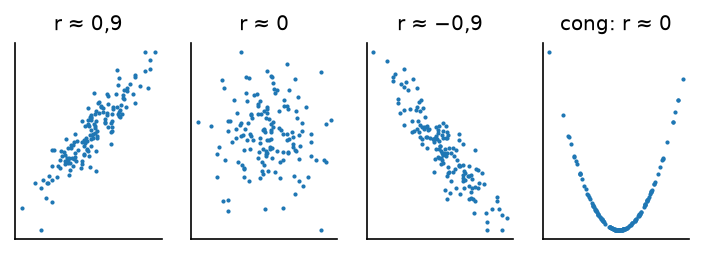 r ≈ 0,9
r ≈ 0
r ≈ −0,9
cong: r ≈ 0